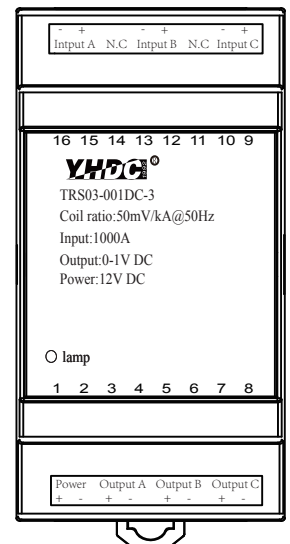 - + - + - +
Intput A N.C Intput B N.C Intput C
16 15 14 13 12 11 10 9
YHDC®
TRS03-001DC-3
Coil ratio:50mV/kA@50Hz
Input:1000A
Output:0-1V DC
Power:12V DC
lamp
1 2 3 4 5 6 7 8
Power Output A Output B Output C
+ - + - + - + -